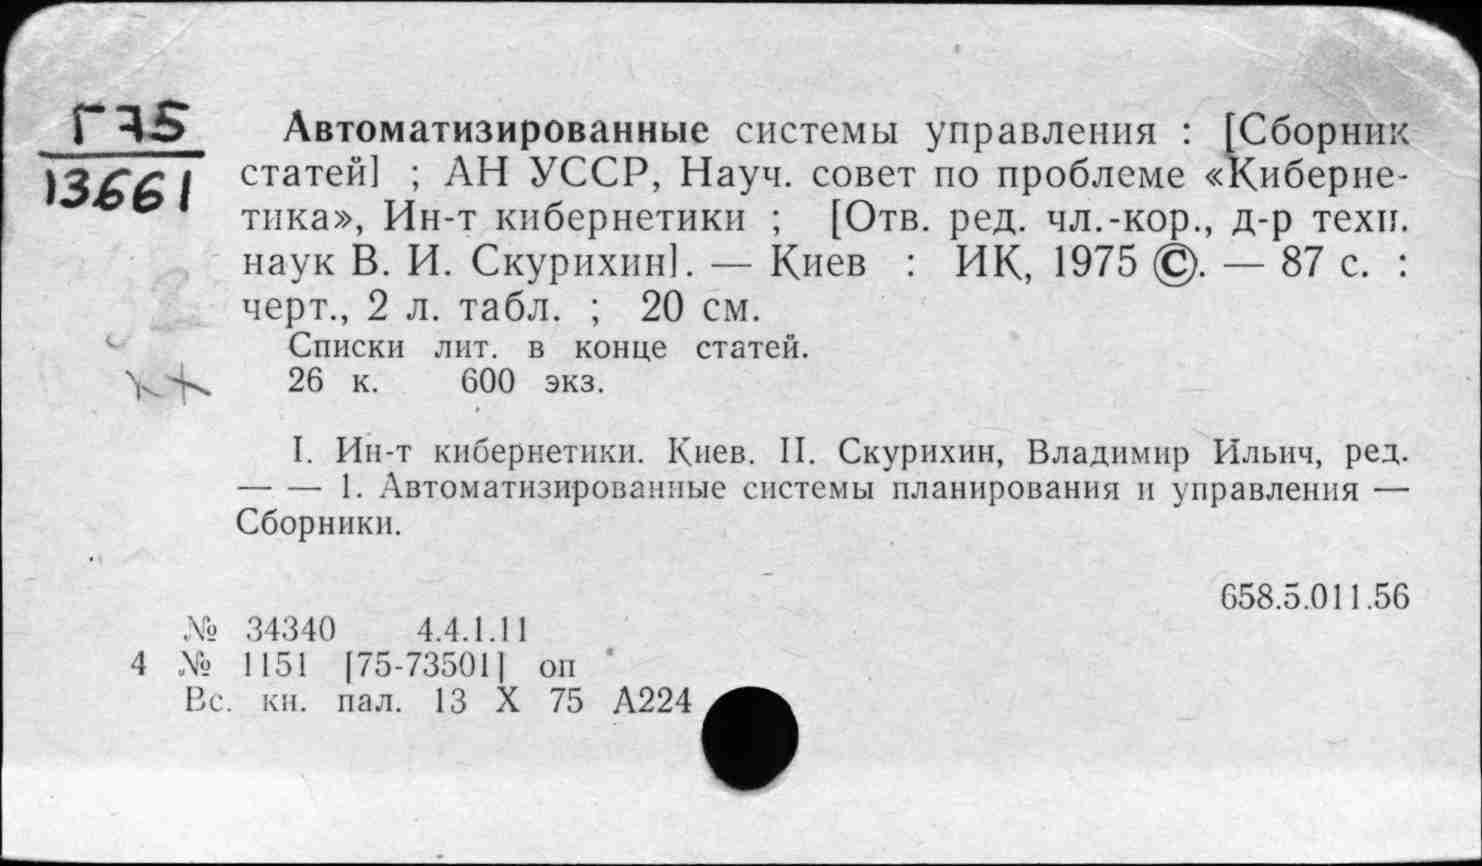 Г75
13661
Автоматизированные системы управления : [Сборник
статей] ; АН УССР, Науч. совет по проблеме «Киберне-
тика», Ин-т кибернетики ; [Отв. ред. чл.-кор., д-р техн.
наук В. И. Скурихин]. — Киев : ИК, 1975 ©. — 87 с. :
черт., 2 л. табл. ; 20 см.
Списки лит. в конце статей.
26 к. 600 экз.
I. Ин-т кибернетики. Киев. II. Скурихин, Владимир Ильич, ред.
— — 1. Автоматизированные системы планирования и управления —
Сборники.
658.5.011.56
№ 34340 4.4.1.11
4 № 1151 [75-73501] оп
Вс. кн. пал. 13 X 75 А224